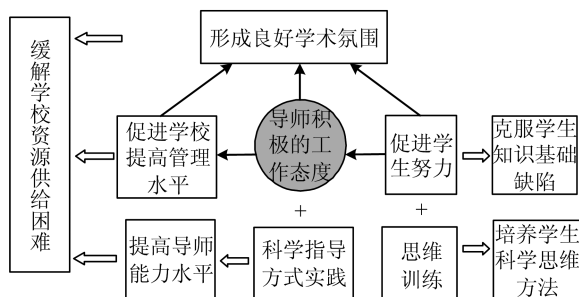 形成良好学术氛围
缓解学校资源供给困难
促进学校
提高管理
水平
导师积
极的工
作态度
促进学
生努力
克服学生
知识基础
缺陷
+
+
提高导师
能力水平
科学指导
方式实践
思维
训练
培养学生
科学思维
方法